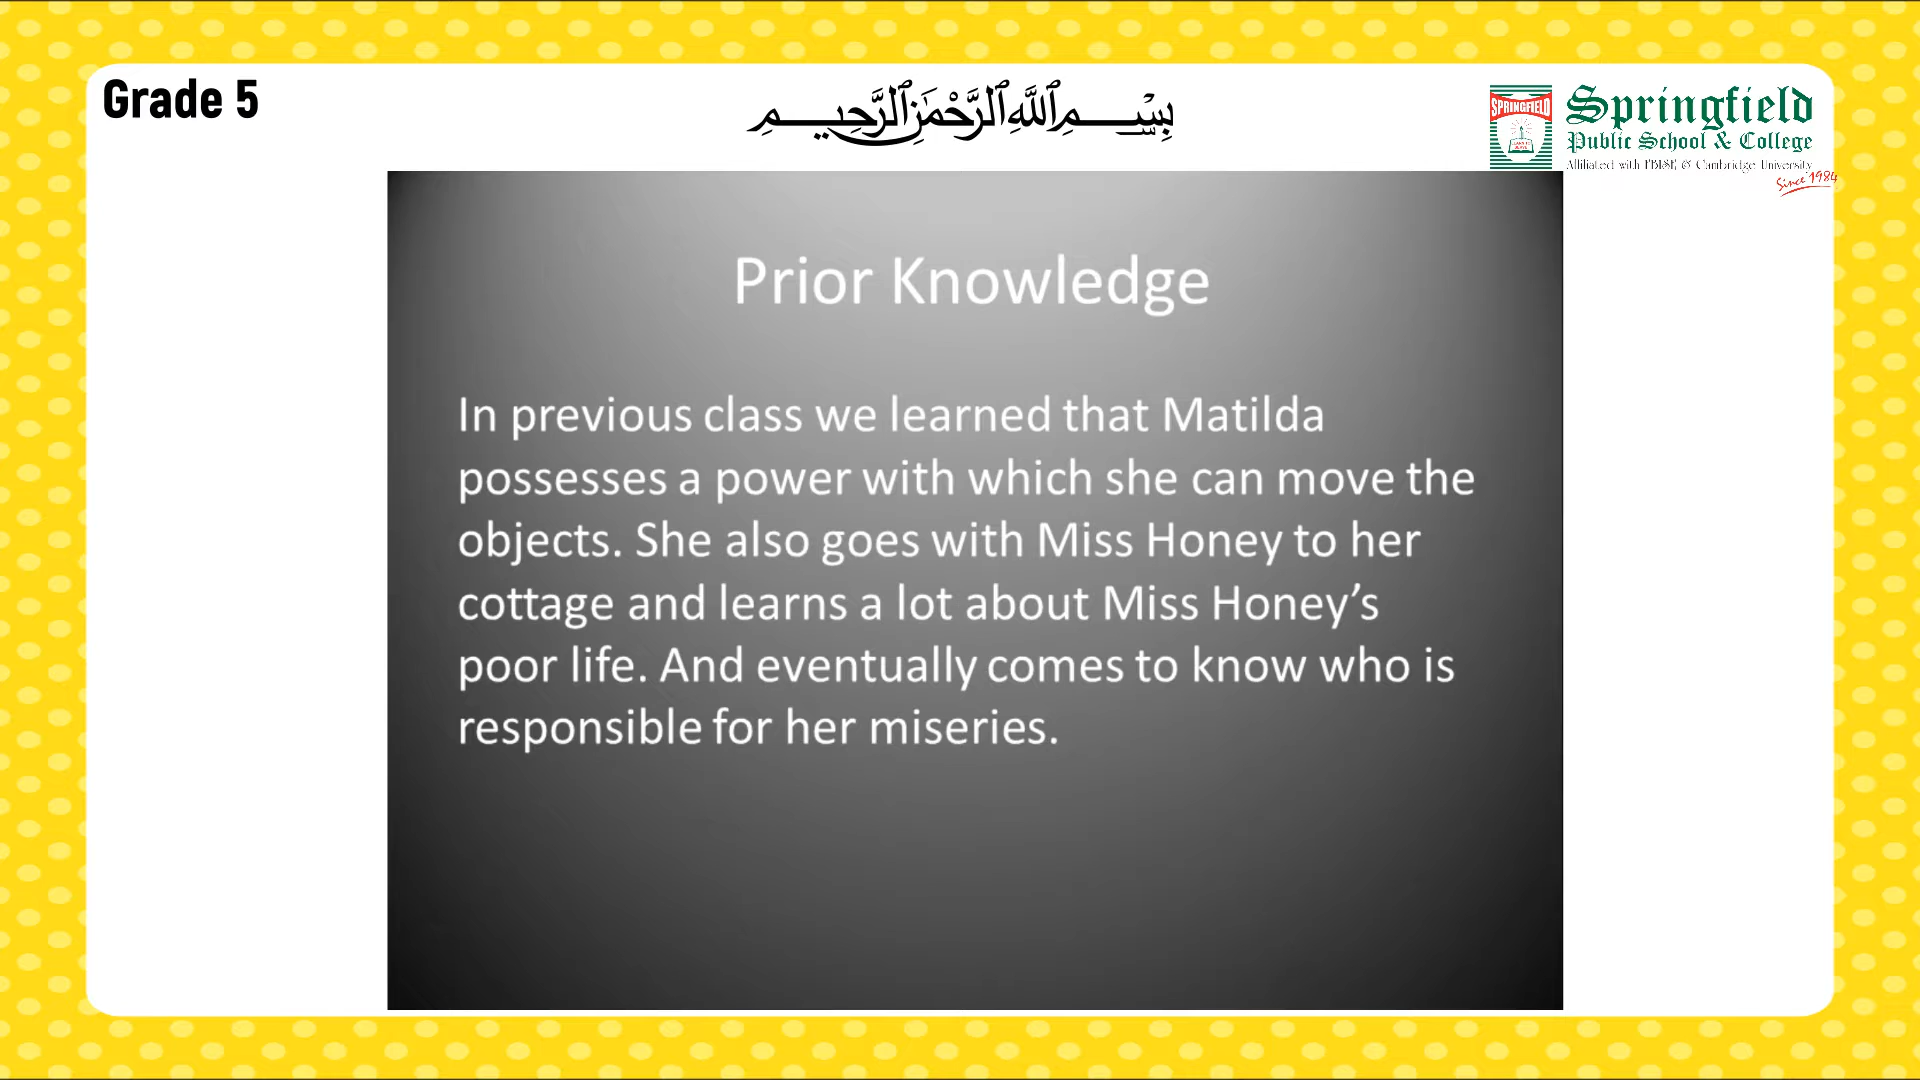 Grade 5
بِسْمِ ٱللَّهِ ٱلرَّحْمَٰنِ ٱلرَّحِيمِ
SPRINGFIELD
Springfield
Public School & College
Affiliated with FBISE & Cambridge University
Since 1984
Prior Knowledge
In previous class we learned that Matilda
possesses a power with which she can move the
objects. She also goes with Miss Honey to her
cottage and learns a lot about Miss Honey’s
poor life. And eventually comes to know who is
responsible for her miseries.